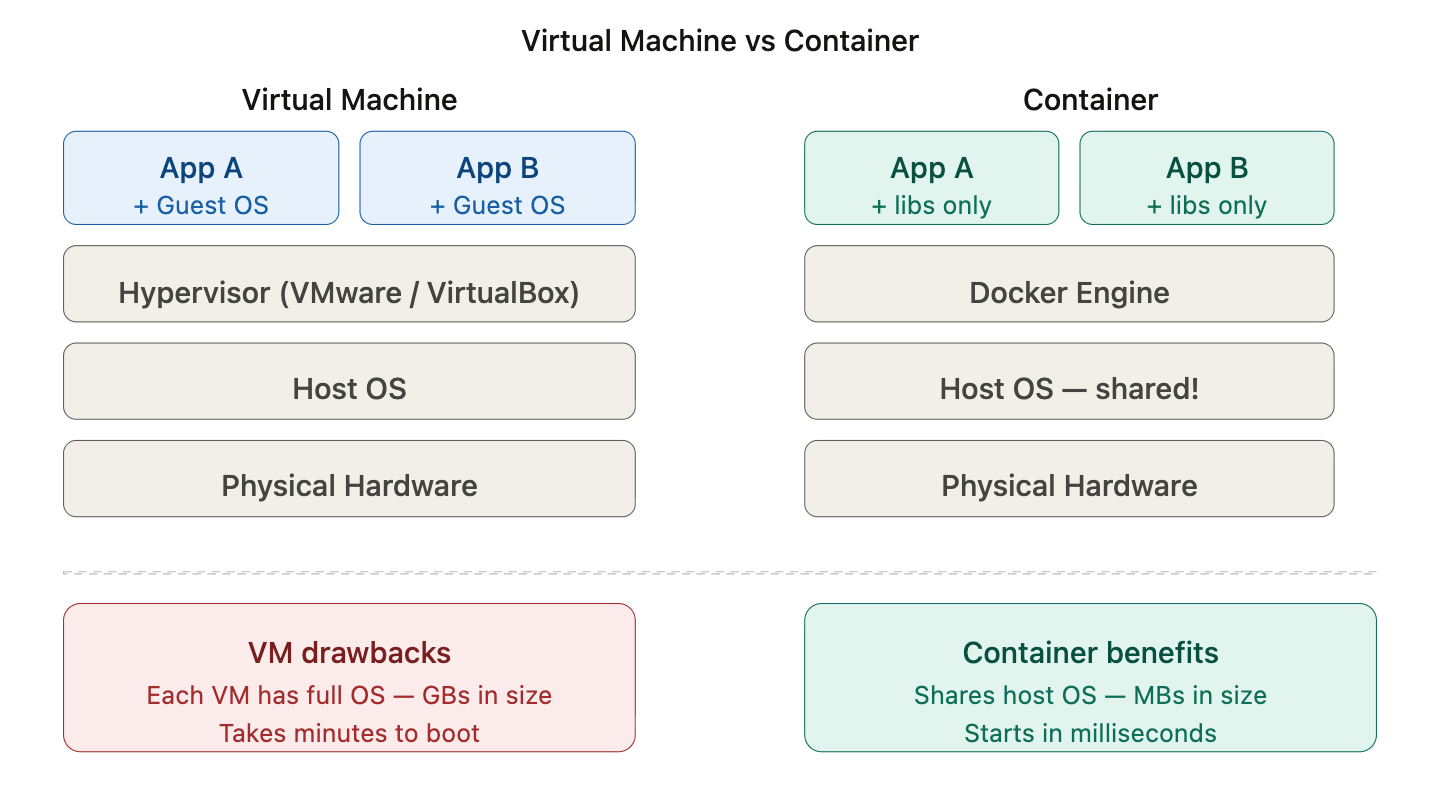 Virtual Machine vs Container
Virtual Machine
App A
+ Guest OS
App B
+ Guest OS
Hypervisor (VMware / VirtualBox)
Host OS
Physical Hardware
Container
App A
+ libs only
App B
+ libs only
Docker Engine
Host OS — shared!
Physical Hardware
VM drawbacks
Each VM has full OS — GBs in size
Takes minutes to boot
Container benefits
Shares host OS — MBs in size
Starts in milliseconds